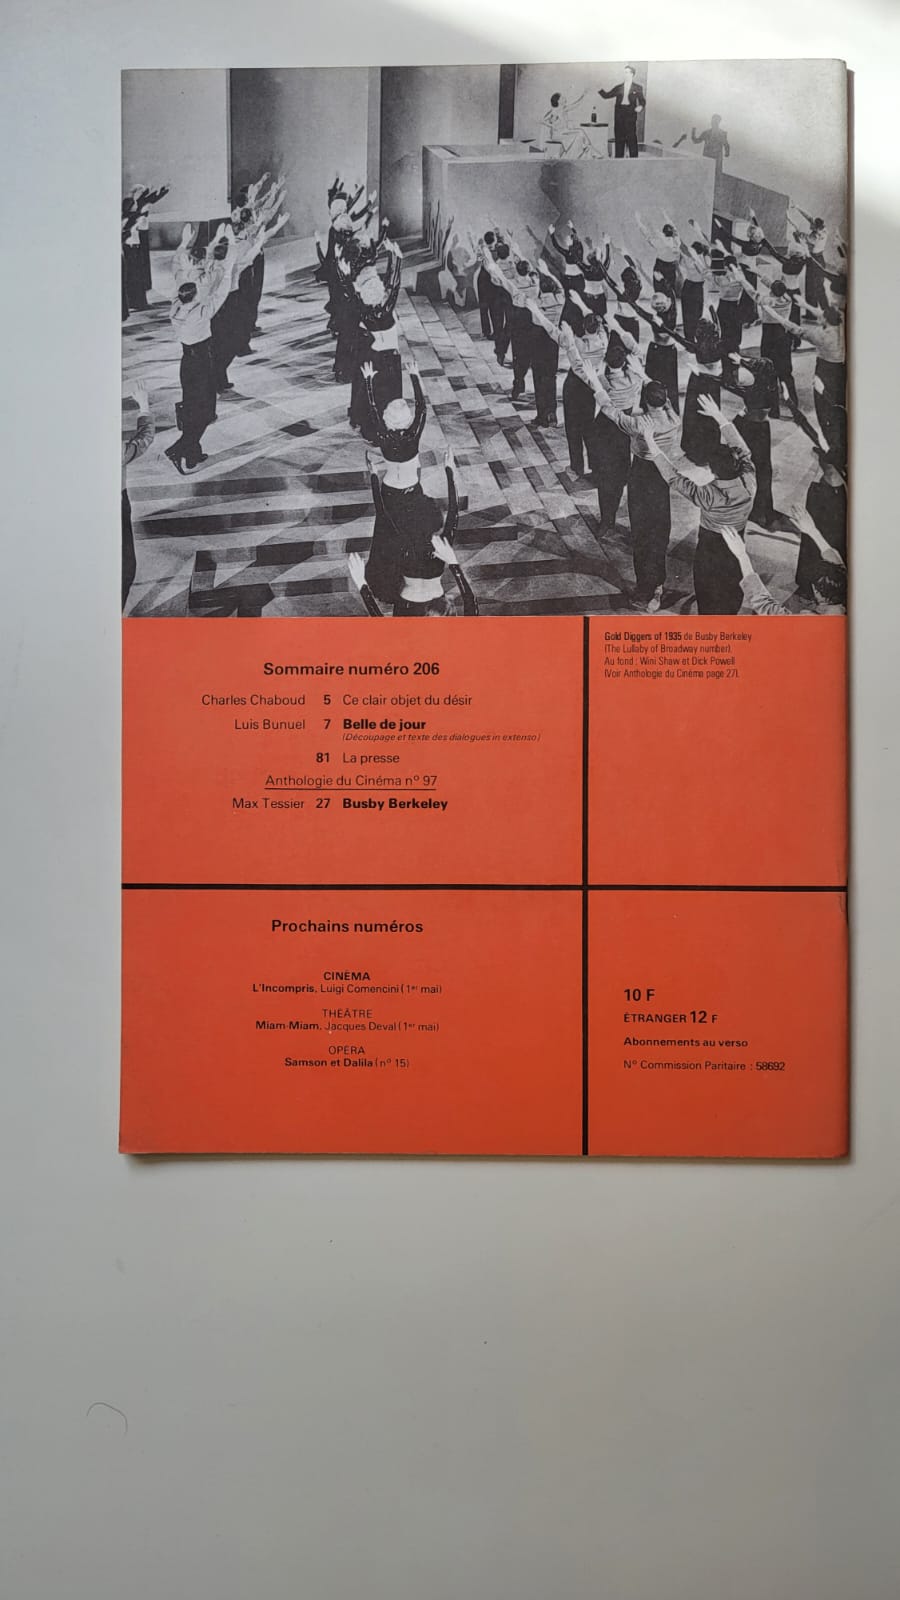 Gold Diggers of 1935 de Busby Berkeley
(The Lullaby of Broadway number).
Au fond : Wini Shaw et Dick Powell
(Voir Anthologie du Cinéma page 27).
Sommaire numéro 206
Charles Chaboud 5 Ce clair objet du désir
Luis Bunuel 7 Belle de jour
(Découpage et texte des dialogues in extenso)
81 La presse
Anthologie du Cinéma nº 97
Max Tessier 27 Busby Berkeley
Prochains numéros
CINÉMA
L'Incompris, Luigi Comencini (1er mai)
THÉÂTRE
Miam-Miam, Jacques Deval (1er mai)
OPÉRA
Samson et Dalila (nº 15)
10 F
ÉTRANGER 12 F
Abonnements au verso
Nº Commission Paritaire : 58692